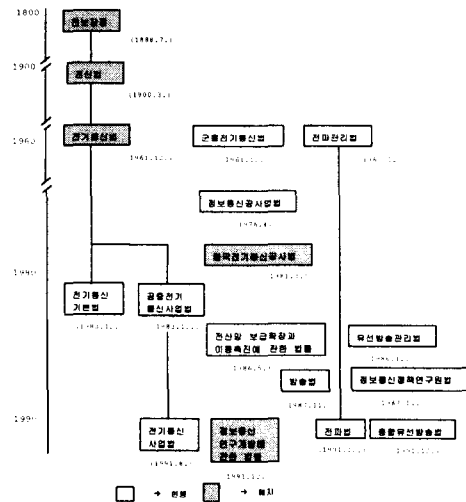 1800
전보장정
(1888.7.)
1900
전신법
(1900.3.)
1960
전기통신법
군용전기통신법
전파관리법
정보통신공사업법
1980
한국전기통신공사법
전기통신
기본법
공중전기
통신사업법
전산망 보급확장과
이용촉진에 관한 법률
유선방송관리법
방송법
정보통신정책연구원법
1990
전기통신
사업법
정보통신
연구개발에
관한 법률
전파법
종합유선방송법
→ 현행
→ 폐지